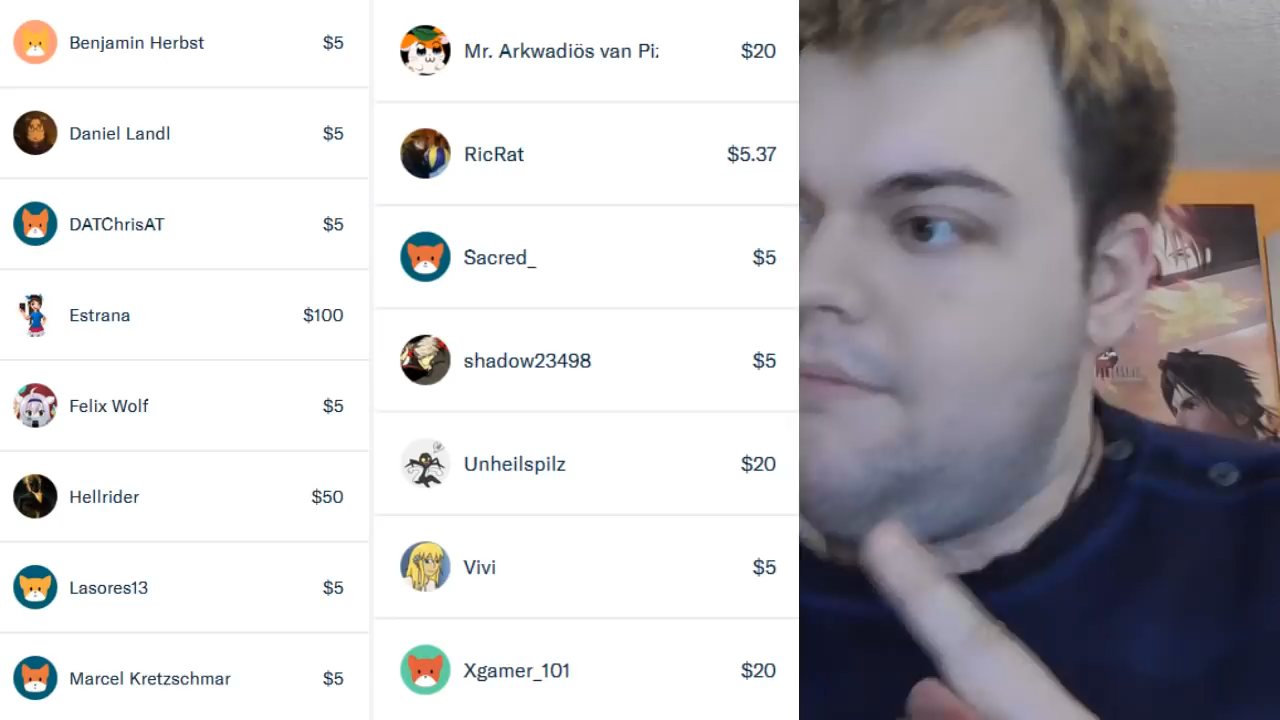 Benjamin Herbst $5
Daniel Landl $5
DATChrisAT $5
Estrana $100
Felix Wolf $5
Hellrider $50
Lasores13 $5
Marcel Kretzschmar $5
Mr. Arkwadiös van Pi: $20
RicRat $5.37
Sacred_ $5
shadow23498 $5
Unheilspilz $20
Vivi $5
Xgamer_101 $20